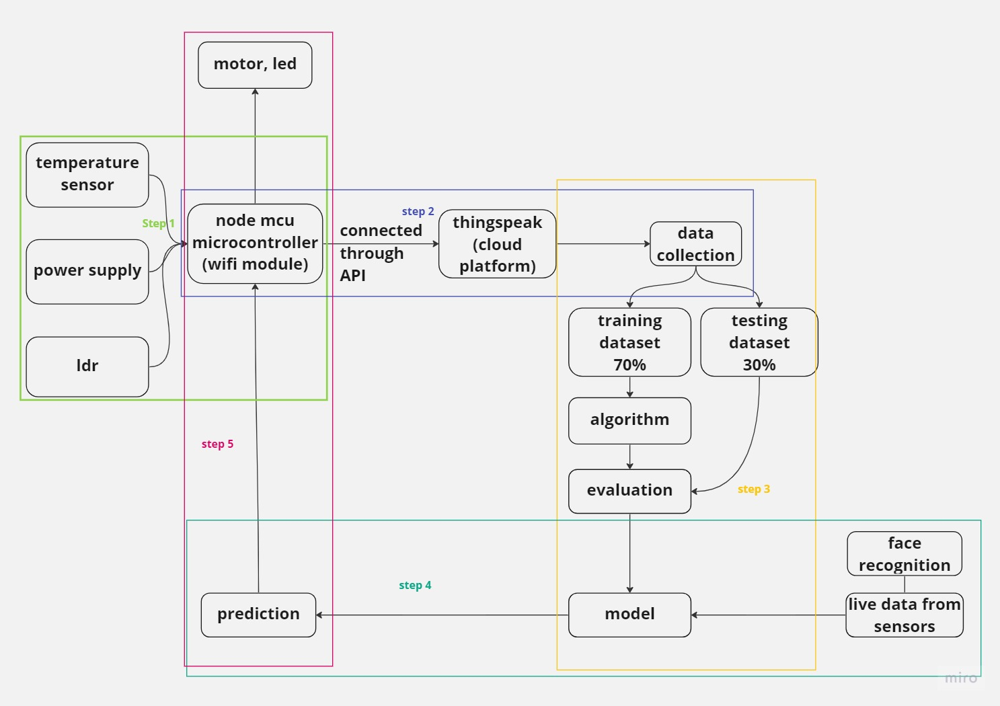 motor, led
temperature
sensor
Step 1
power supply
ldr
node mcu
microcontroller
(wifi module)
step 2
connected
through
API
thingspeak
(cloud
platform)
data
collection
training
dataset
70%
testing
dataset
30%
algorithm
evaluation
step 3
step 5
step 4
face
recognition
live data from
sensors
model
prediction
miro